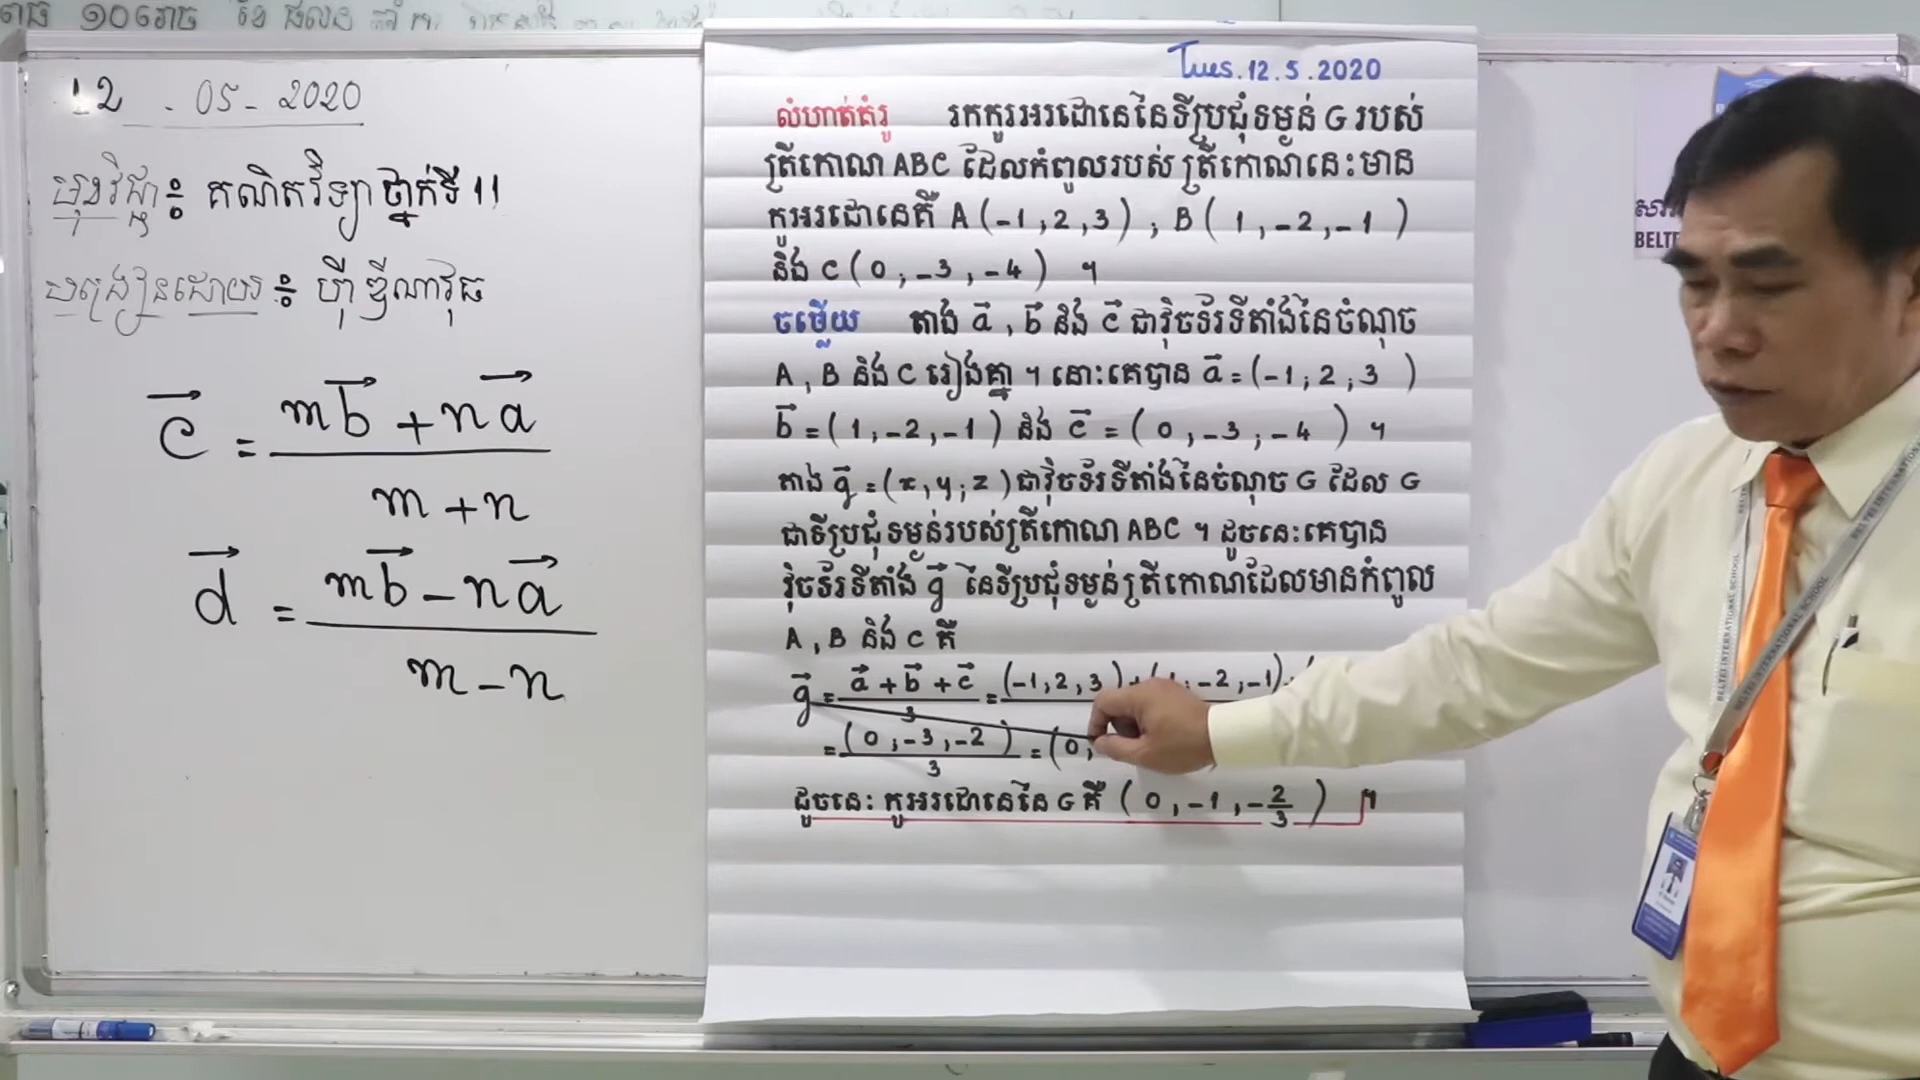 12 - 05 - 2020
មុខវិជ្ជា ៖ គណិតវិទ្យា ថ្នាក់ទី 11
បង្រៀនដោយ ៖ ហ៊ី ឌីណាវុធ
c⃗ = (m b⃗ + n a⃗) / (m + n)
d⃗ = (m b⃗ - n a⃗) / (m - n)
Tues. 12. 5 . 2020
លំហាត់គំរូ រកកូអរដោនេនៃទីប្រជុំទម្ងន់ G របស់
ត្រីកោណ ABC ដែលកំពូលរបស់ ត្រីកោណនេះមាន
កូអរដោនេគឺ A (-1, 2, 3) , B ( 1, -2, -1 )
និង C ( 0, -3, -4 ) ។
ចម្លើយ តាង a⃗ , b⃗ និង c⃗ ជាវ៉ិចទ័រទីតាំងនៃចំណុច
A , B និង C រៀងគ្នា ។ នោះគេបាន a⃗ = (-1, 2, 3 )
b⃗ = ( 1, -2, -1 ) និង c⃗ = ( 0, -3, -4 ) ។
តាង g⃗ = (x, y, z ) ជាវ៉ិចទ័រទីតាំងនៃចំណុច G ដែល G
ជាទីប្រជុំទម្ងន់របស់ត្រីកោណ ABC ។ ដូចនេះគេបាន
វ៉ិចទ័រទីតាំង g⃗ នៃទីប្រជុំទម្ងន់ត្រីកោណដែលមានកំពូល
A , B និង C គឺ
g⃗ = (a⃗ + b⃗ + c⃗) / 3 = (-1, 2, 3 ) + , -2, -1)
= ( 0, -3, -2 ) / 3 = (0,
ដូចនេះ កូអរដោនេនៃ G គឺ ( 0, -1, -2/3 ) ។
BELTEI INTERNATIONAL SCHOOL